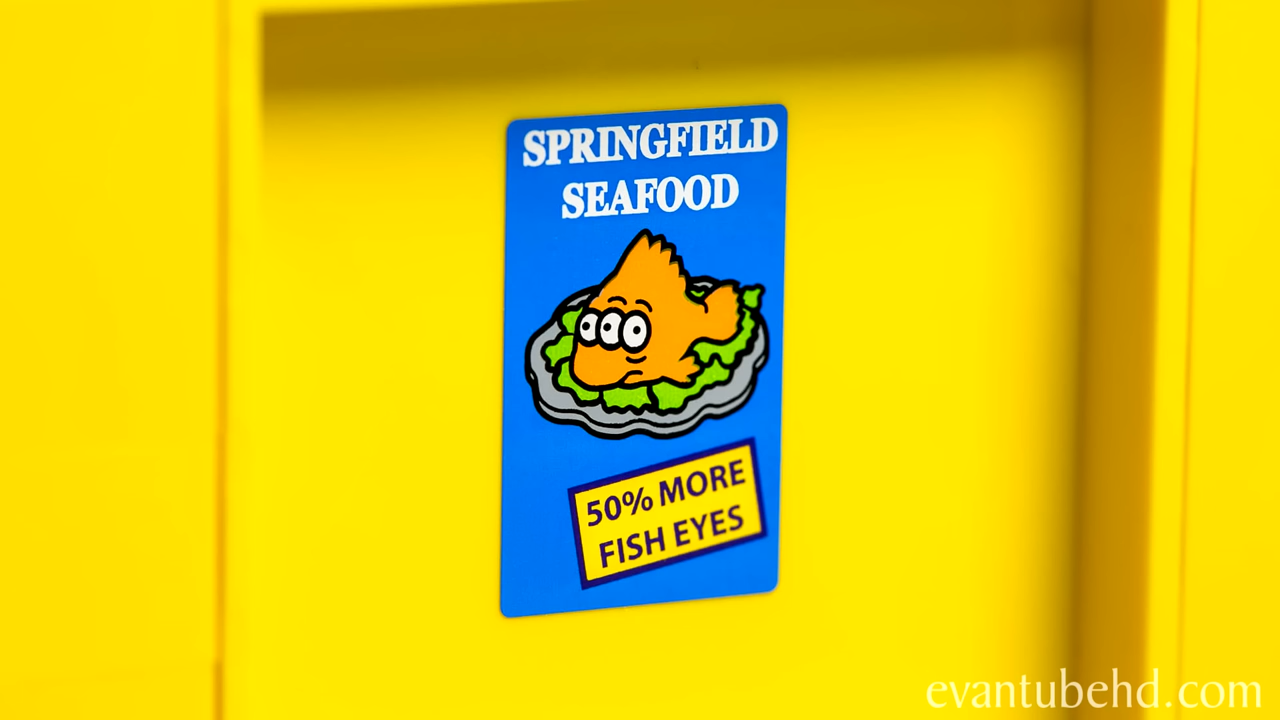 SPRINGFIELD
SEAFOOD
50% MORE
FISH EYES
evantubehd.com